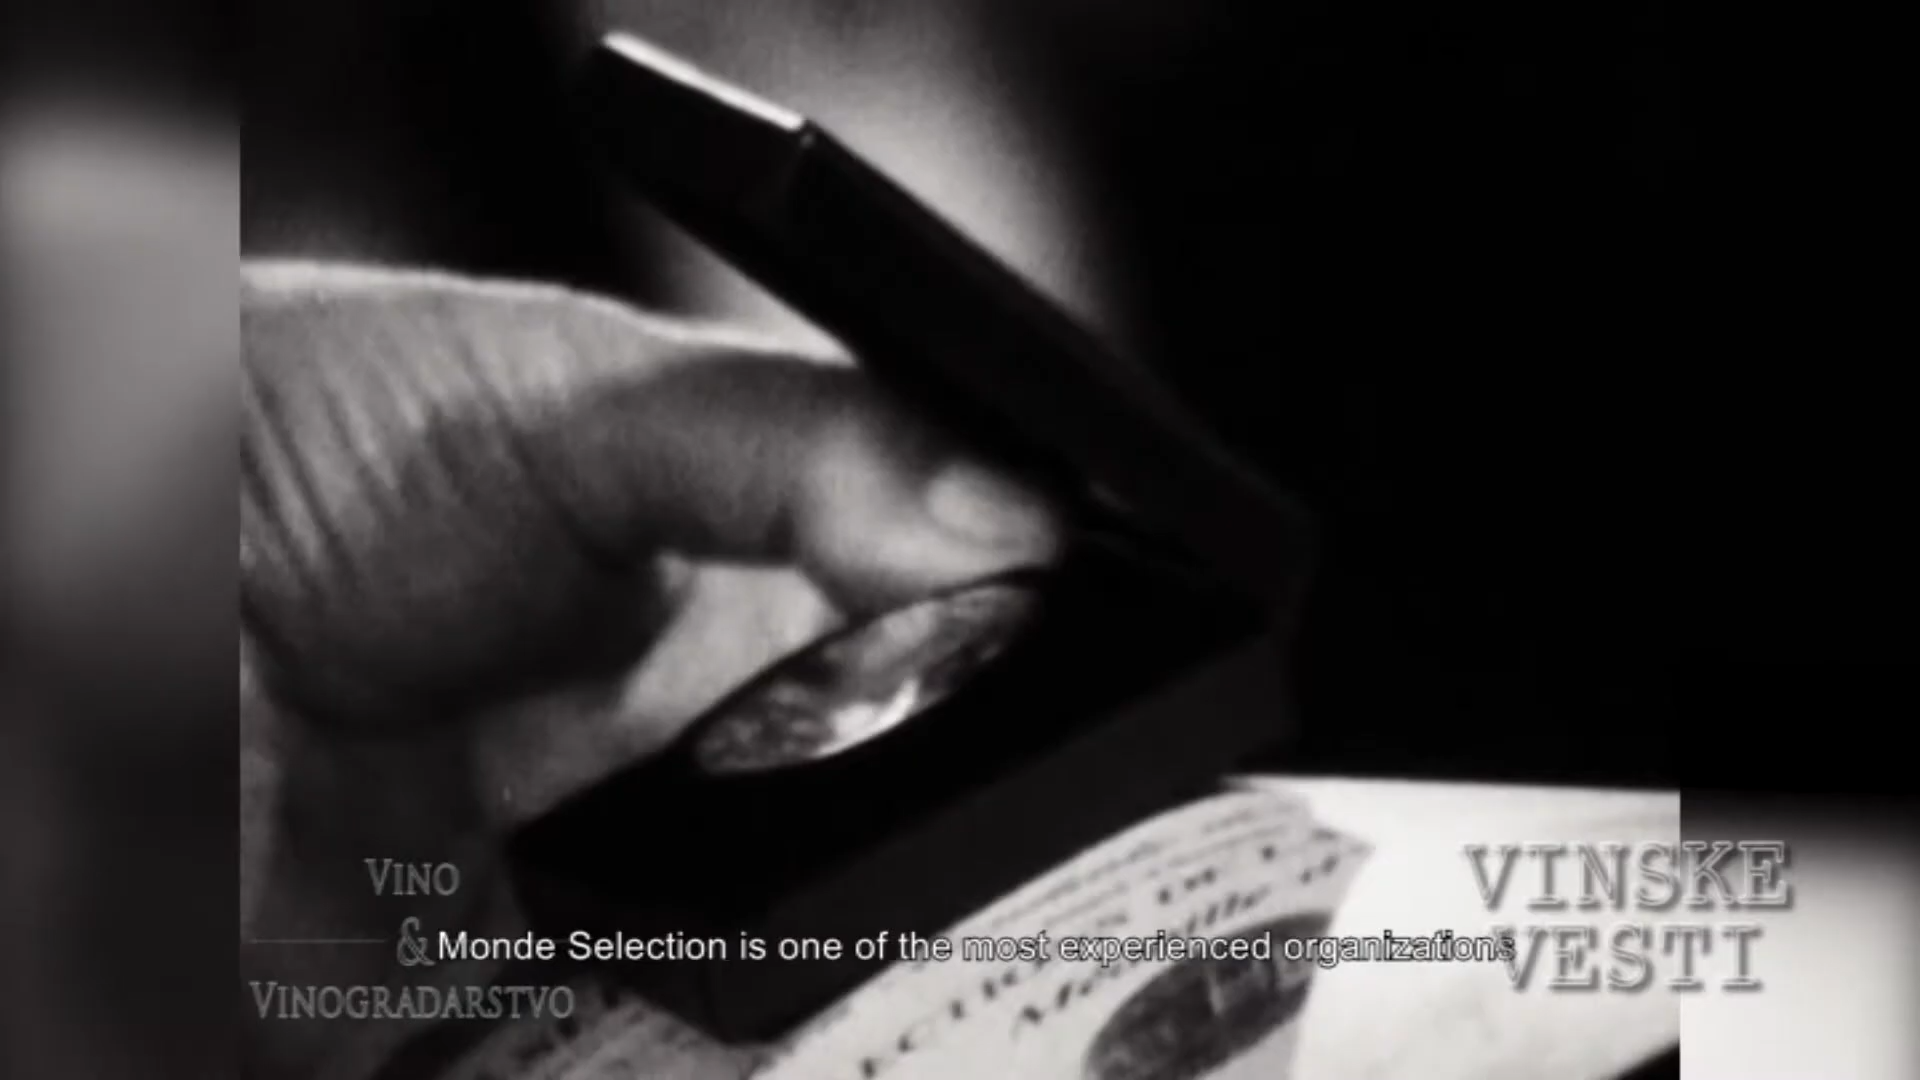 VINO
&
VINOGRADARSTVO
Monde Selection is one of the most experienced organizations
VINSKE
VESTI